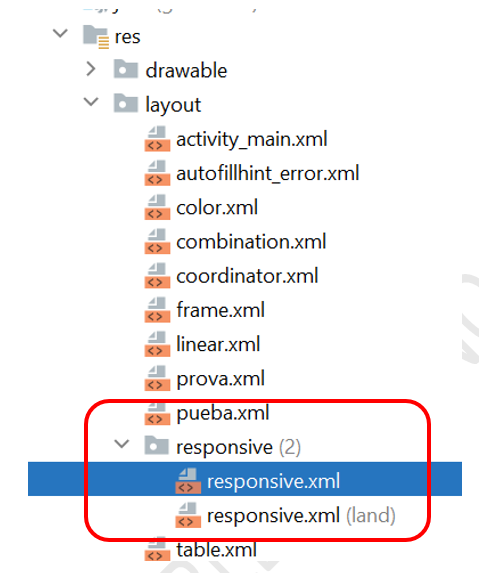 res
drawable
layout
activity_main.xml
autofillhint_error.xml
color.xml
combination.xml
coordinator.xml
frame.xml
linear.xml
prova.xml
pueba.xml
responsive (2)
responsive.xml
responsive.xml (land)
table.xml